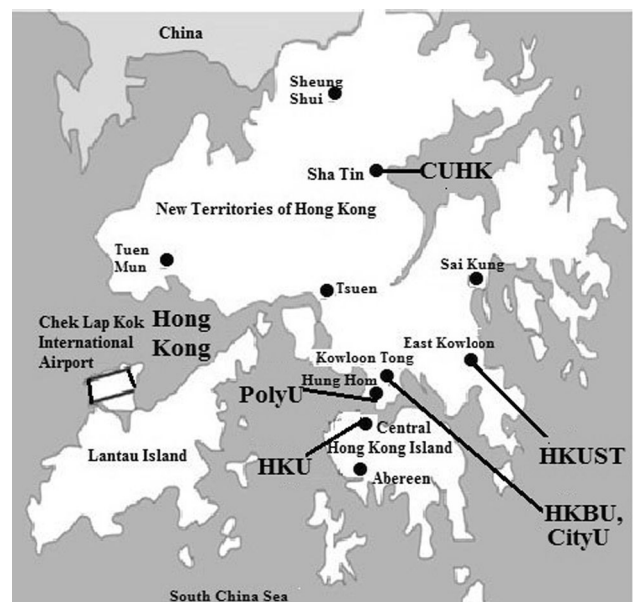 China
Sheung
Shui
Sha Tin
CUHK
New Territories of Hong Kong
Tuen
Mun
Sai Kung
Tsuen
Chek Lap Kok
International
Airport
Hong
Kong
East Kowloon
Kowloon Tong
Hung Hom
PolyU
Central
Hong Kong Island
HKU
Lantau Island
Abereen
HKUST
HKBU,
CityU
South China Sea